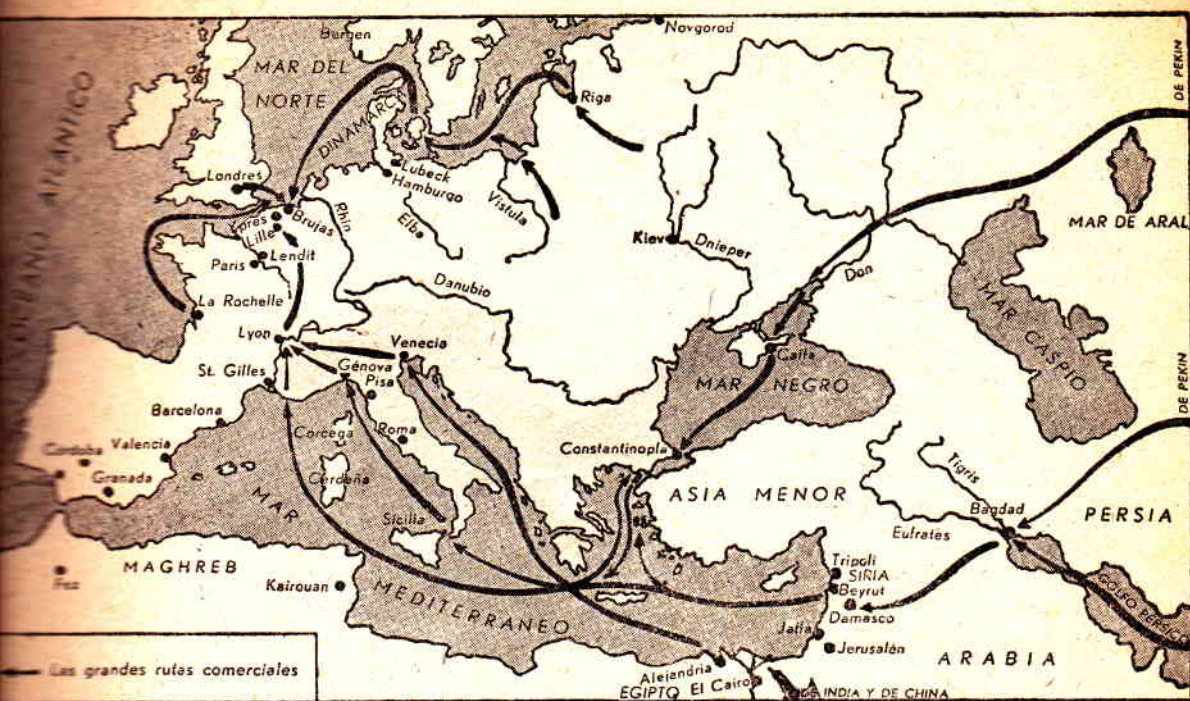 Bergen
Novgorod
MAR DEL
NORTE
DINAMARCA
Riga
DE PEKIN
OCEANO ATLANTICO
Londres
Lubeck
Hamburgo
Ypres
Brujas
Lille
Rhin
Elba
Vistula
Kiev
Dnieper
MAR DE ARAL
Lendit
Paris
Danubio
Don
La Rochelle
MAR CASPIO
Lyon
Venecia
Caffa
St. Gilles
Génova
Pisa
MAR NEGRO
DE PEKIN
Barcelona
Corcega
Roma
Cordoba
Valencia
Constantinopla
Granada
Cerdeña
Tigris
ASIA MENOR
Bagdad
PERSIA
MAR
Sicilia
Eufrates
MAGHREB
Tripoli
SIRIA
Fez
Kairouan
MEDITERRANEO
Beyrut
Damasco
GOLFO PERSICO
Jaffa
Jerusalén
ARABIA
Las grandes rutas comerciales
Alejandria
EGIPTO El Cairo
DE INDIA Y DE CHINA